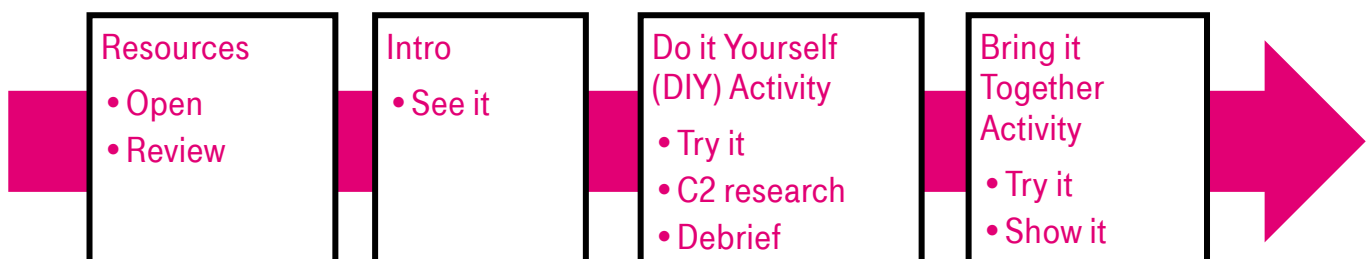 Resources
• Open
• Review
Intro
• See it
Do it Yourself
(DIY) Activity
• Try it
• C2 research
• Debrief
Bring it
Together
Activity
• Try it
• Show it